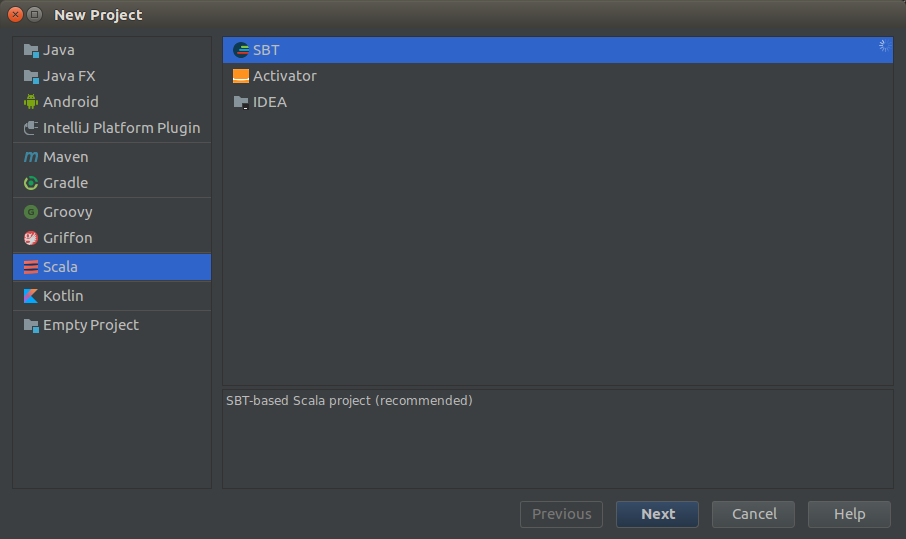 New Project
Java
Java FX
Android
IntelliJ Platform Plugin
Maven
Gradle
Groovy
Griffon
Scala
Kotlin
Empty Project
SBT
Activator
IDEA
SBT-based Scala project (recommended)
Previous
Next
Cancel
Help